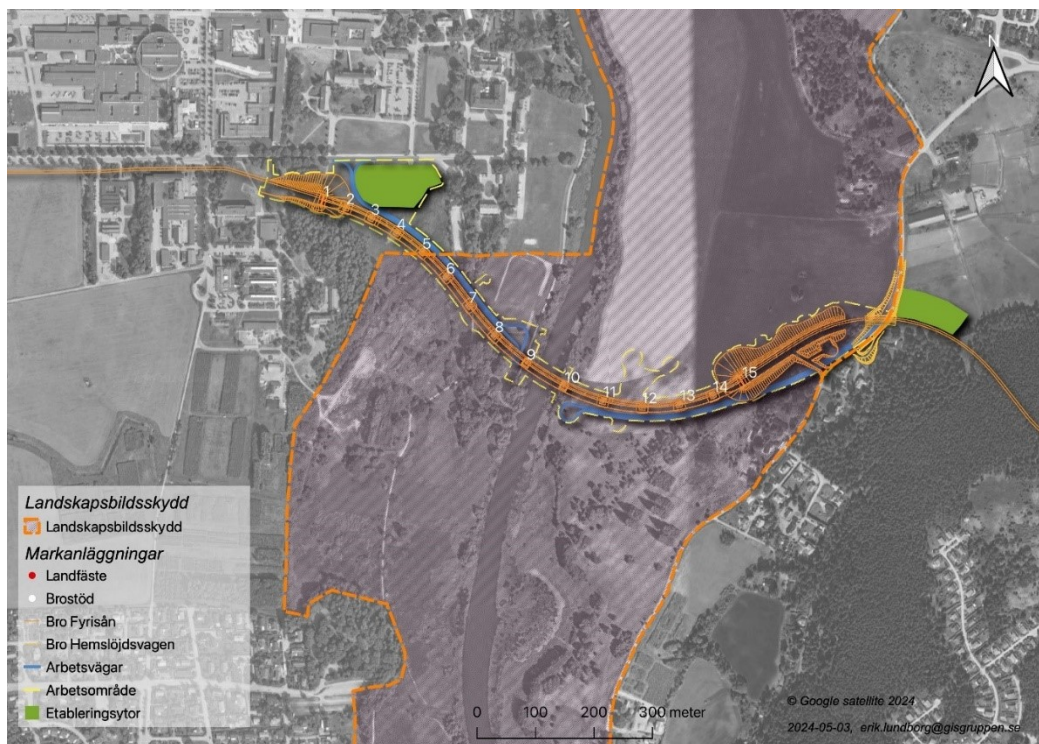 N
1
2
3
4
5
6
7
8
9
10
11
12
13
14
15
Landskapsbildsskydd
Landskapsbildsskydd
Markanläggningar
Landfäste
Brostöd
Bro Fyrisån
Bro Hemslöjdsvagen
Arbetsvägar
Arbetsområde
Etableringsytor
0 100 200 300 meter
© Google satellite 2024
2024-05-03, erik.lundborg@gisgruppen.se